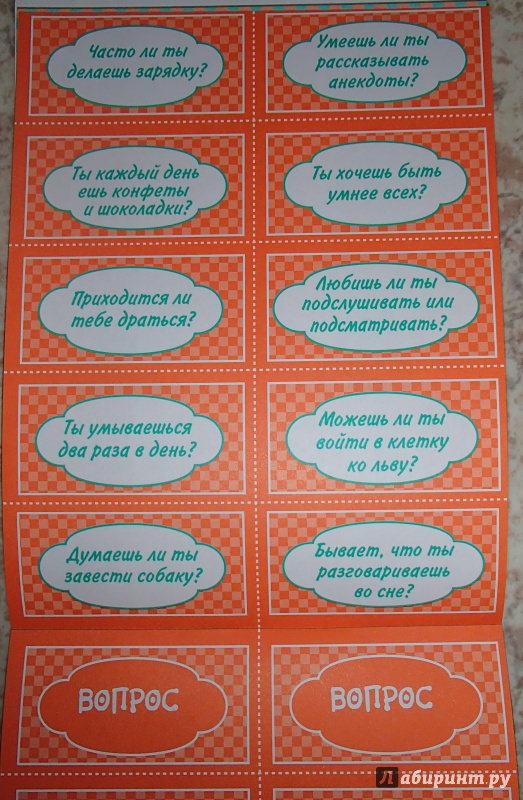 Часто ли ты
делаешь зарядку?
Умеешь ли ты
рассказывать
анекдоты?
Ты каждый день
ешь конфеты
и шоколадки?
Ты хочешь быть
умнее всех?
Приходится ли
тебе драться?
Любишь ли ты
подслушивать или
подсматривать?
Ты умываешься
два раза в день?
Можешь ли ты
войти в клетку
ко льву?
Думаешь ли ты
завести собаку?
Бывает, что ты
разговариваешь
во сне?
ВОПРОС
ВОПРОС
Лабиринт.ру